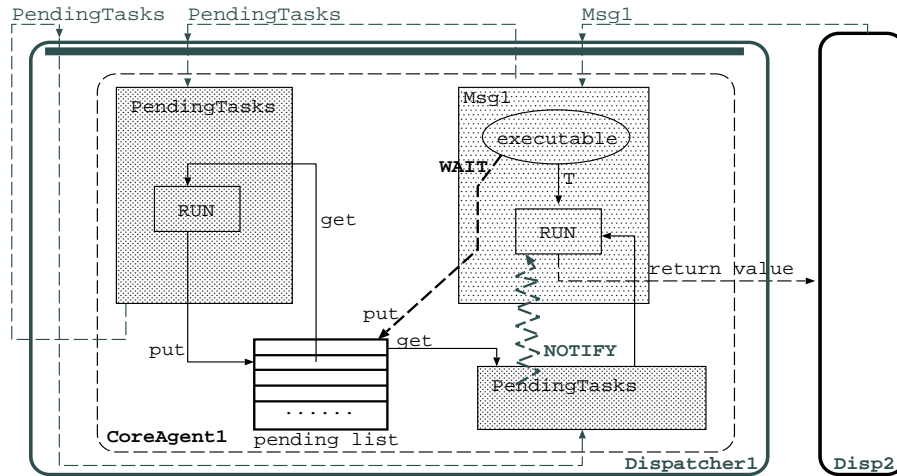 PendingTasks
PendingTasks
Msg1
PendingTasks
Msg1
executable
WAIT
T
RUN
get
RUN
return value
put
put
get
NOTIFY
PendingTasks
......
CoreAgent1
pending list
Dispatcher1
Disp2